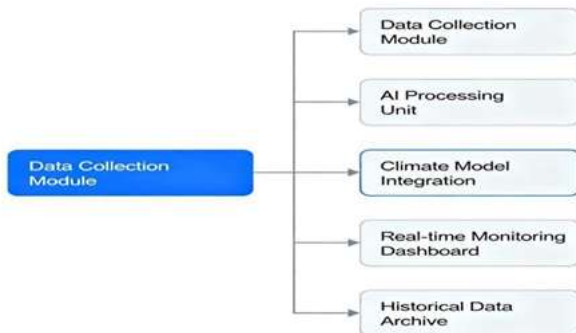 Data Collection
Module
AI Processing
Unit
Data Collection
Module
Climate Model
Integration
Real-time Monitoring
Dashboard
Historical Data
Archive